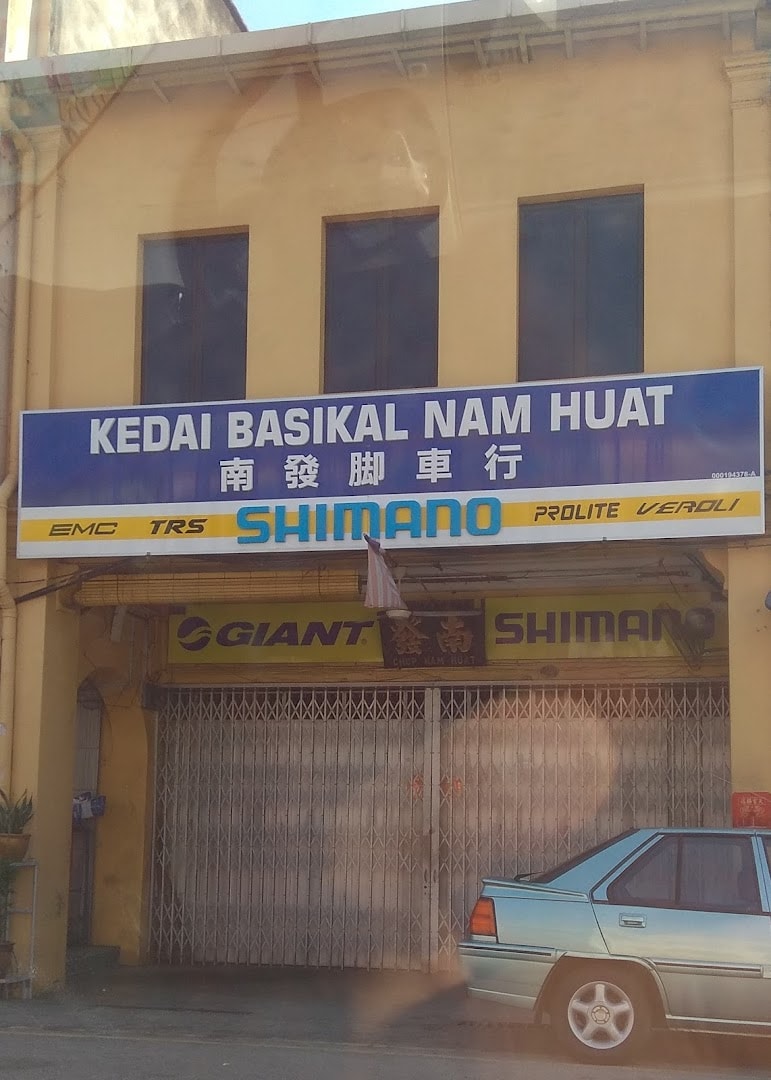 KEDAI BASIKAL NAM HUAT
南發脚車行
000194378-A
EMC TRS SHIMANO PROLITE VEROLI
GIANT 發南 SHIMANO
CHOP NAM HUAT